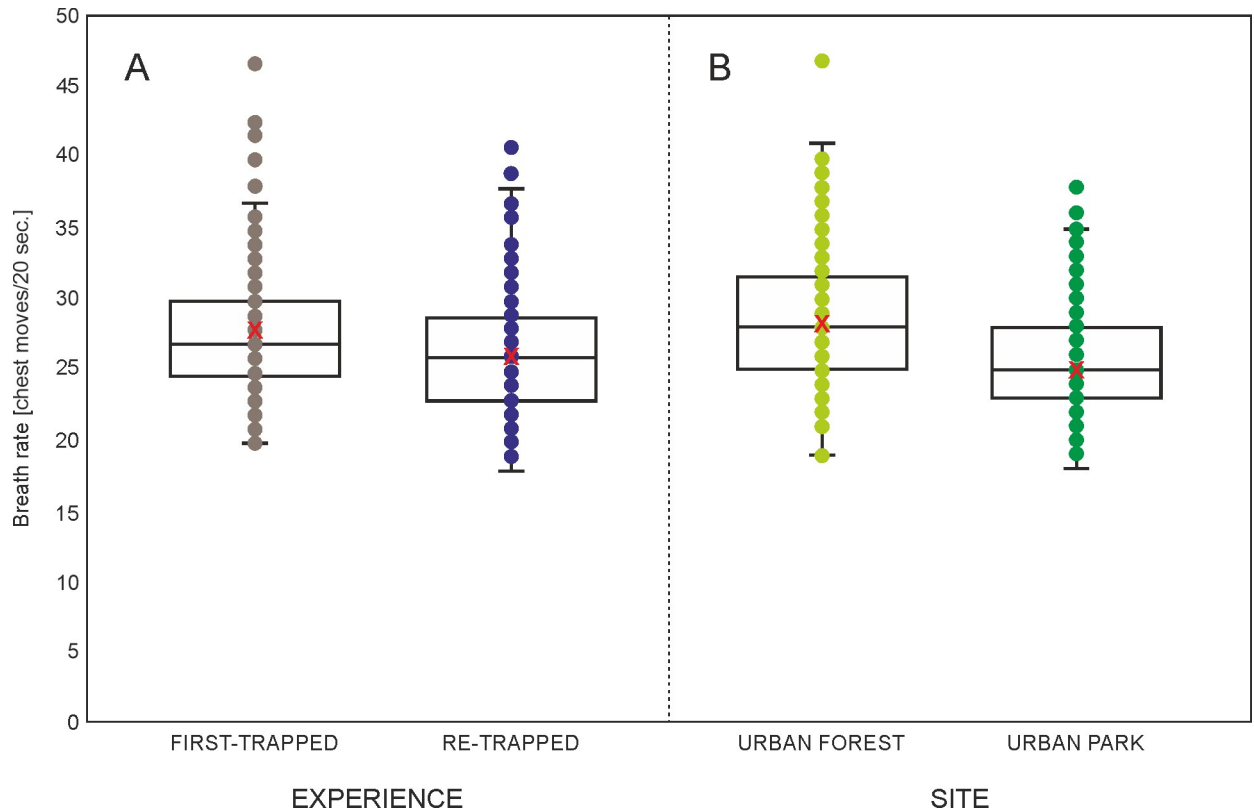 A
B
50
45
40
35
30
25
20
15
10
5
0
Breath rate [chest moves/20 sec.]
FIRST-TRAPPED
RE-TRAPPED
URBAN FOREST
URBAN PARK
EXPERIENCE
SITE